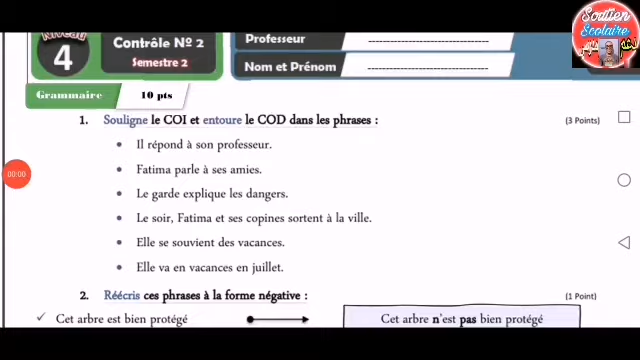 Soutien
Scolaire
NIVEAU
4
Contrôle Nº 2
Semestre 2
Professeur
Nom et Prénom
Grammaire
10 pts
1. Souligne le COI et entoure le COD dans les phrases : (3 Points)
• Il répond à son professeur.
• Fatima parle à ses amies.
00:00
• Le garde explique les dangers.
• Le soir, Fatima et ses copines sortent à la ville.
• Elle se souvient des vacances.
• Elle va en vacances en juillet.
2. Réécris ces phrases à la forme négative : (1 Point)
✓ Cet arbre est bien protégé
Cet arbre n'est pas bien protégé